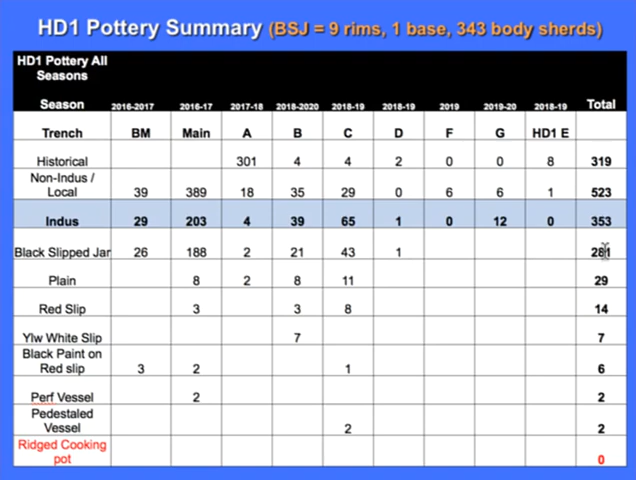 HD1 Pottery Summary (BSJ = 9 rims, 1 base, 343 body sherds)
HD1 Pottery All
Seasons
Season 2016-2017 2016-17 2017-18 2018-2020 2018-19 2018-19 2019 2019-20 2018-19 Total
Trench BM Main A B C D F G HD1 E
Historical 301 4 4 2 0 0 8 319
Non-Indus /
Local 39 389 18 35 29 0 6 6 1 523
Indus 29 203 4 39 65 1 0 12 0 353
Black Slipped Jar 26 188 2 21 43 1 281
Plain 8 2 8 11 29
Red Slip 3 3 8 14
Ylw White Slip 7 7
Black Paint on
Red slip 3 2 1 6
Perf Vessel 2 2
Pedestaled
Vessel 2 2
Ridged Cooking
pot 0